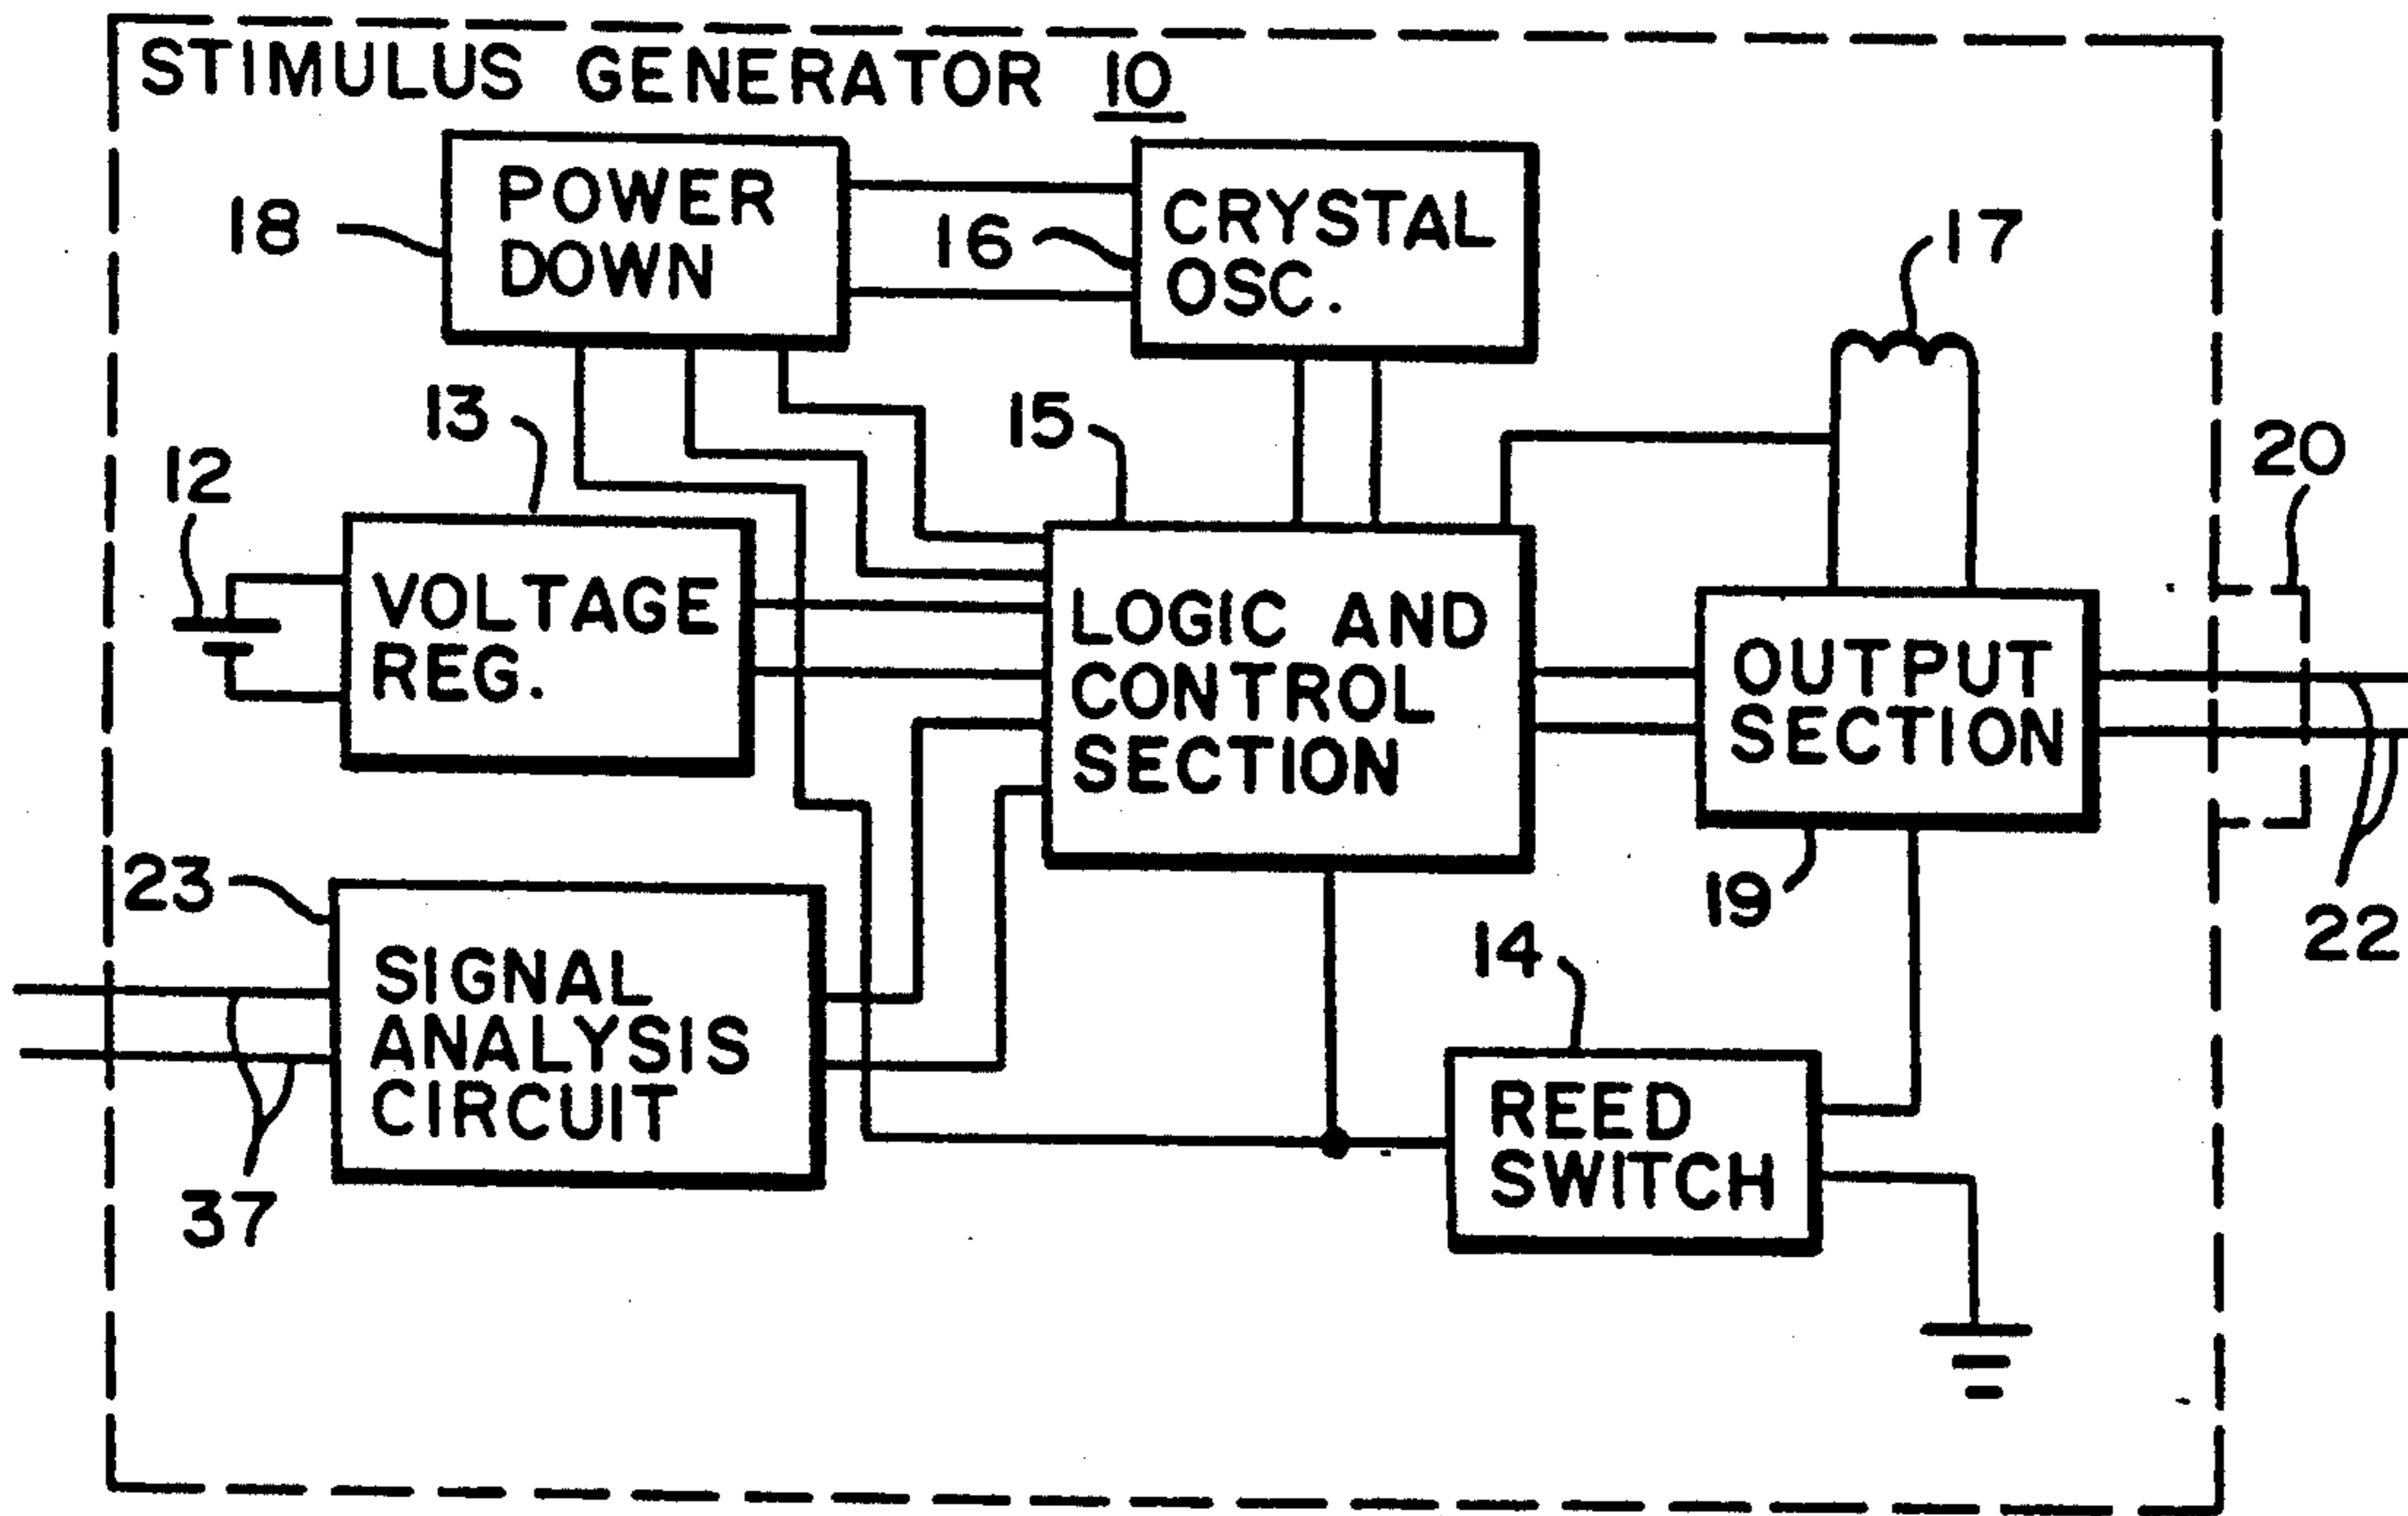 STIMULUS GENERATOR 10
POWER
DOWN
18
16
CRYSTAL
OSC.
17
13
15
12
20
VOLTAGE
REG.
LOGIC AND
CONTROL
SECTION
OUTPUT
SECTION
23
19
22
14
SIGNAL
ANALYSIS
CIRCUIT
37
REED
SWITCH